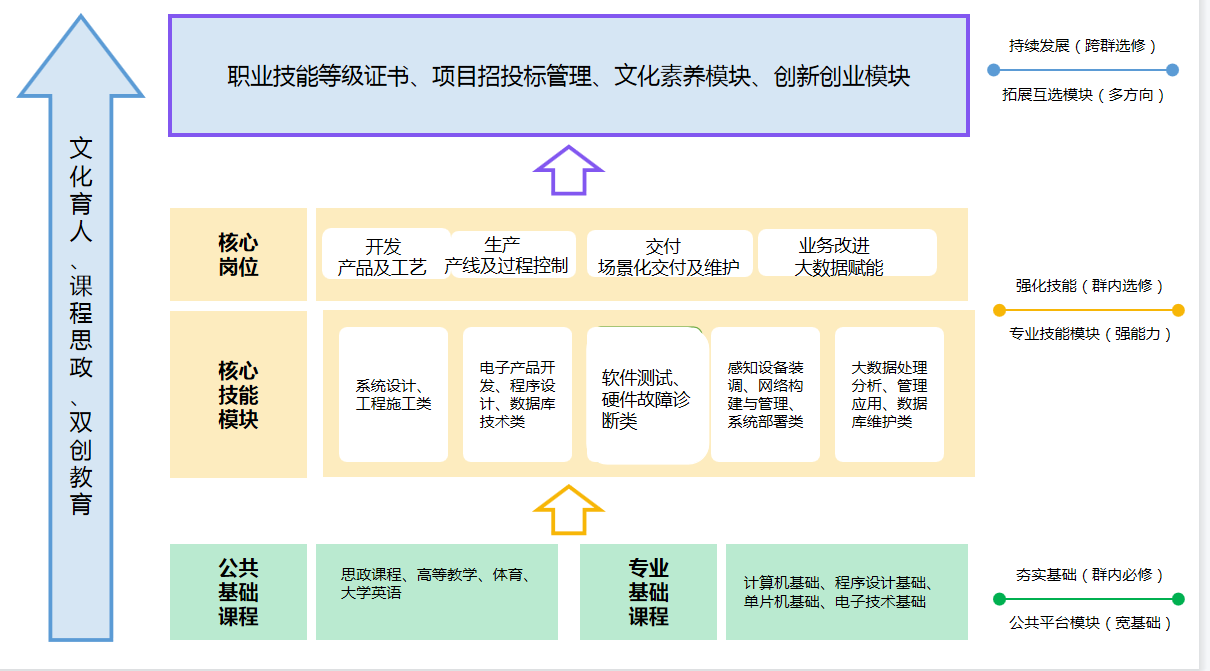 职业技能等级证书、项目招投标管理、文化素养模块、创新创业模块
持续发展（跨群选修）
拓展互选模块（多方向）
文化育人、课程思政、双创教育
核心
岗位
开发
产品及工艺
生产
产线及过程控制
交付
场景化交付及维护
业务改进
大数据赋能
强化技能（群内选修）
专业技能模块（强能力）
核心
技能
模块
系统设计、
工程施工类
电子产品开
发、程序设
计、数据库
技术类
软件测试、
硬件故障诊
断类
感知设备装
调、网络构
建与管理、
系统部署类
大数据处理
分析、管理
应用、数据
库维护类
公共
基础
课程
思政课程、高等教学、体育、
大学英语
专业
基础
课程
计算机基础、程序设计基础、
单片机基础、电子技术基础
夯实基础（群内必修）
公共平台模块（宽基础）